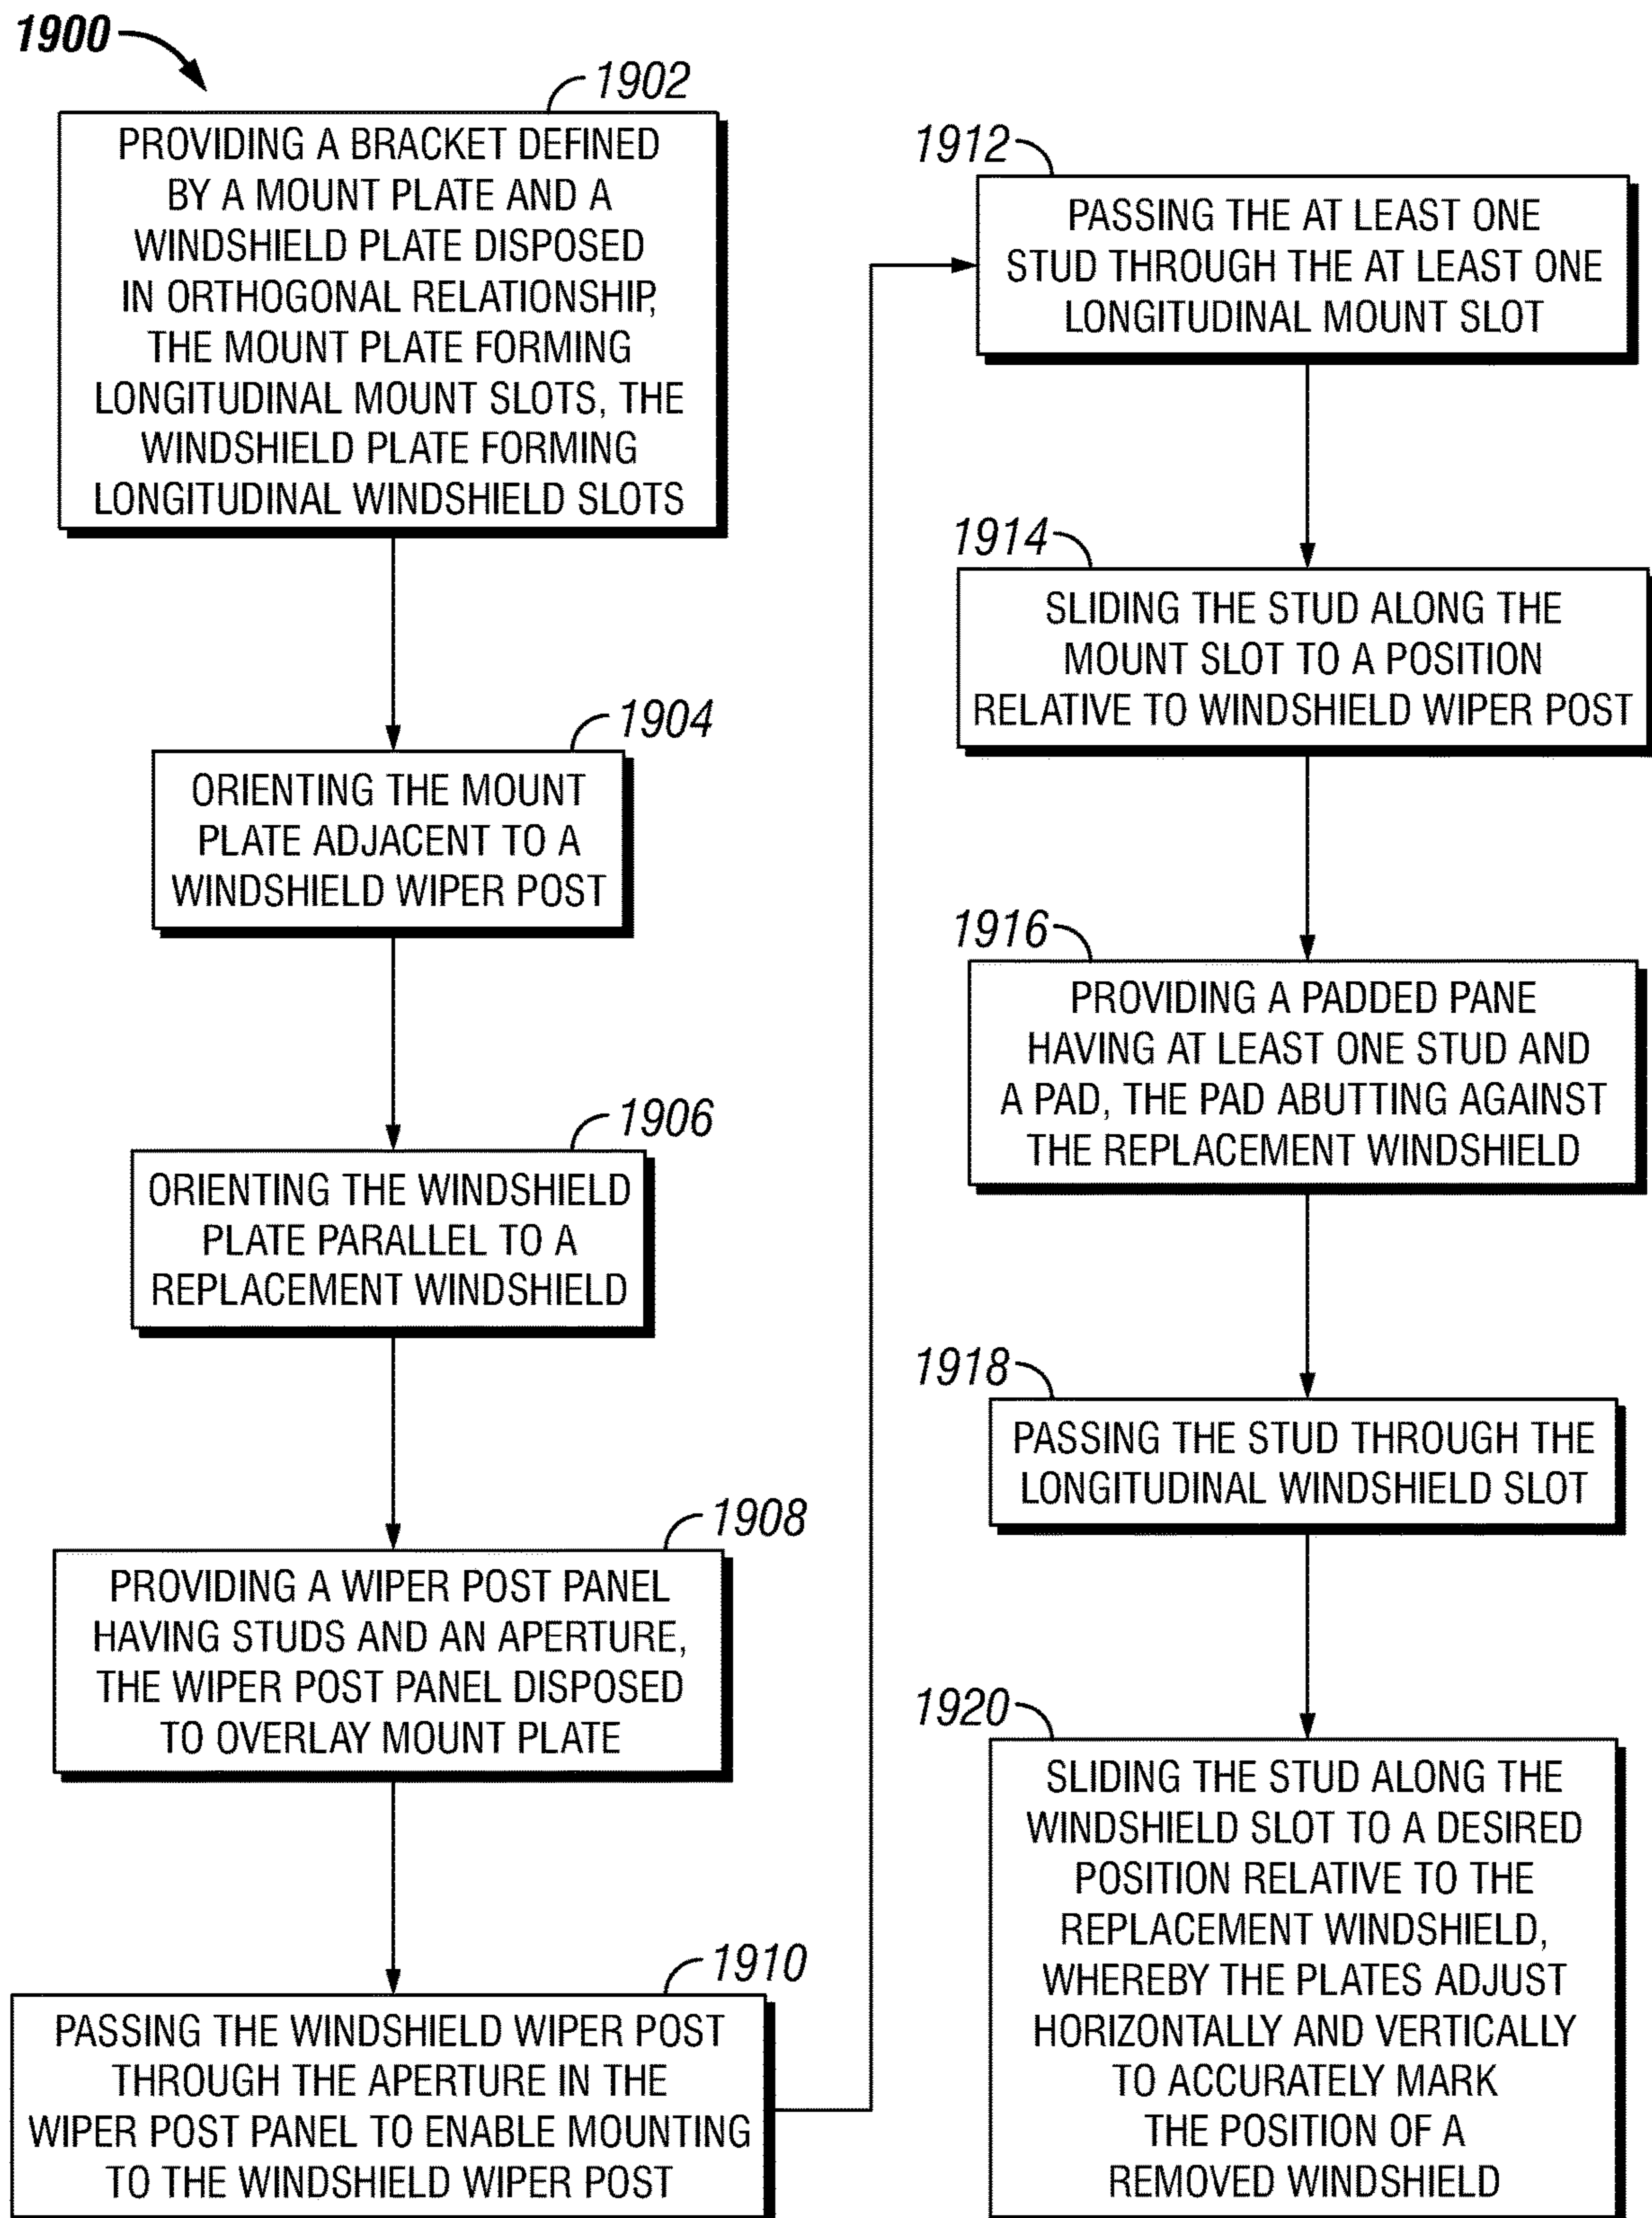 1900
1902
PROVIDING A BRACKET DEFINED
BY A MOUNT PLATE AND A
WINDSHIELD PLATE DISPOSED
IN ORTHOGONAL RELATIONSHIP,
THE MOUNT PLATE FORMING
LONGITUDINAL MOUNT SLOTS, THE
WINDSHIELD PLATE FORMING
LONGITUDINAL WINDSHIELD SLOTS
1904
ORIENTING THE MOUNT
PLATE ADJACENT TO A
WINDSHIELD WIPER POST
1906
ORIENTING THE WINDSHIELD
PLATE PARALLEL TO A
REPLACEMENT WINDSHIELD
1908
PROVIDING A WIPER POST PANEL
HAVING STUDS AND AN APERTURE,
THE WIPER POST PANEL DISPOSED
TO OVERLAY MOUNT PLATE
1910
PASSING THE WINDSHIELD WIPER POST
THROUGH THE APERTURE IN THE
WIPER POST PANEL TO ENABLE MOUNTING
TO THE WINDSHIELD WIPER POST
1912
PASSING THE AT LEAST ONE
STUD THROUGH THE AT LEAST ONE
LONGITUDINAL MOUNT SLOT
1914
SLIDING THE STUD ALONG THE
MOUNT SLOT TO A POSITION
RELATIVE TO WINDSHIELD WIPER POST
1916
PROVIDING A PADDED PANE
HAVING AT LEAST ONE STUD AND
A PAD, THE PAD ABUTTING AGAINST
THE REPLACEMENT WINDSHIELD
1918
PASSING THE STUD THROUGH THE
LONGITUDINAL WINDSHIELD SLOT
1920
SLIDING THE STUD ALONG THE
WINDSHIELD SLOT TO A DESIRED
POSITION RELATIVE TO THE
REPLACEMENT WINDSHIELD,
WHEREBY THE PLATES ADJUST
HORIZONTALLY AND VERTICALLY
TO ACCURATELY MARK
THE POSITION OF A
REMOVED WINDSHIELD